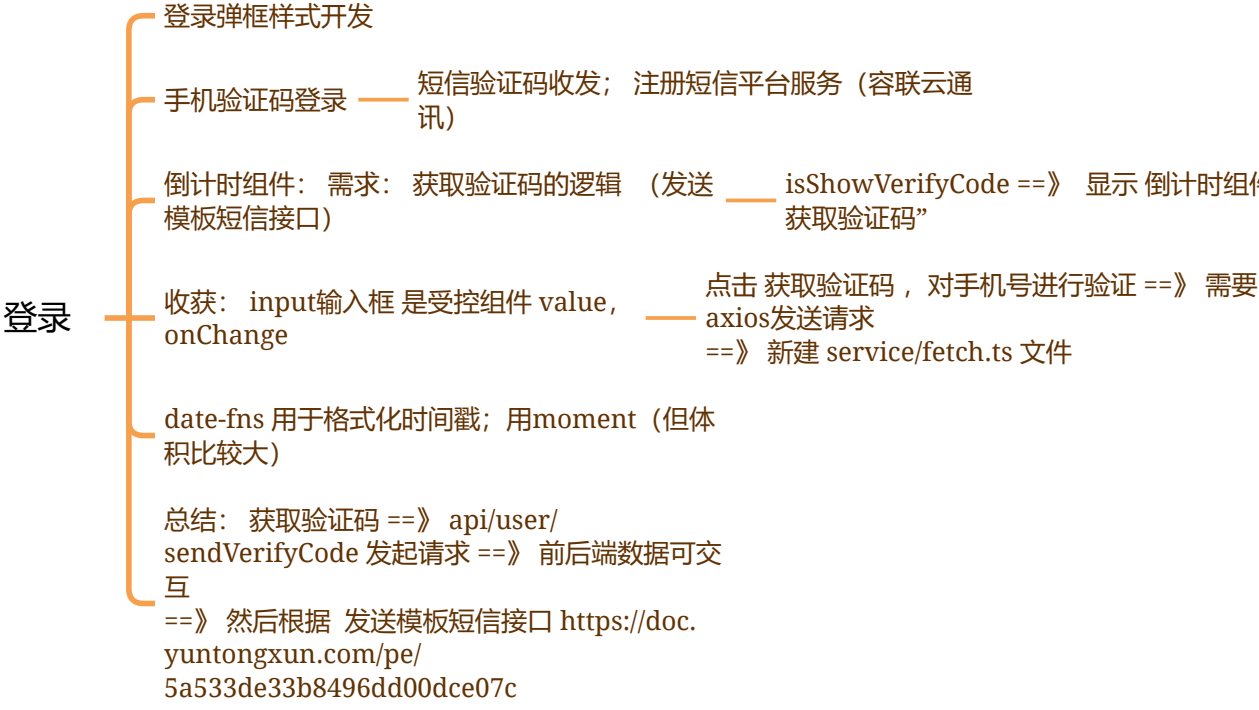 登录
登录弹框样式开发
手机验证码登录
短信验证码收发； 注册短信平台服务（容联云通
讯）
倒计时组件： 需求： 获取验证码的逻辑 （发送
模板短信接口）
isShowVerifyCode ==》 显示 倒计时组
获取验证码”
收获： input输入框 是受控组件 value，
onChange
点击 获取验证码 ，对手机号进行验证 ==》 需要
axios发送请求
==》 新建 service/fetch.ts 文件
date-fns 用于格式化时间戳；用moment（但体
积比较大）
总结： 获取验证码 ==》 api/user/
sendVerifyCode 发起请求 ==》 前后端数据可交
互
==》 然后根据 发送模板短信接口 https://doc.
yuntongxun.com/pe/
5a533de33b8496dd00dce07c